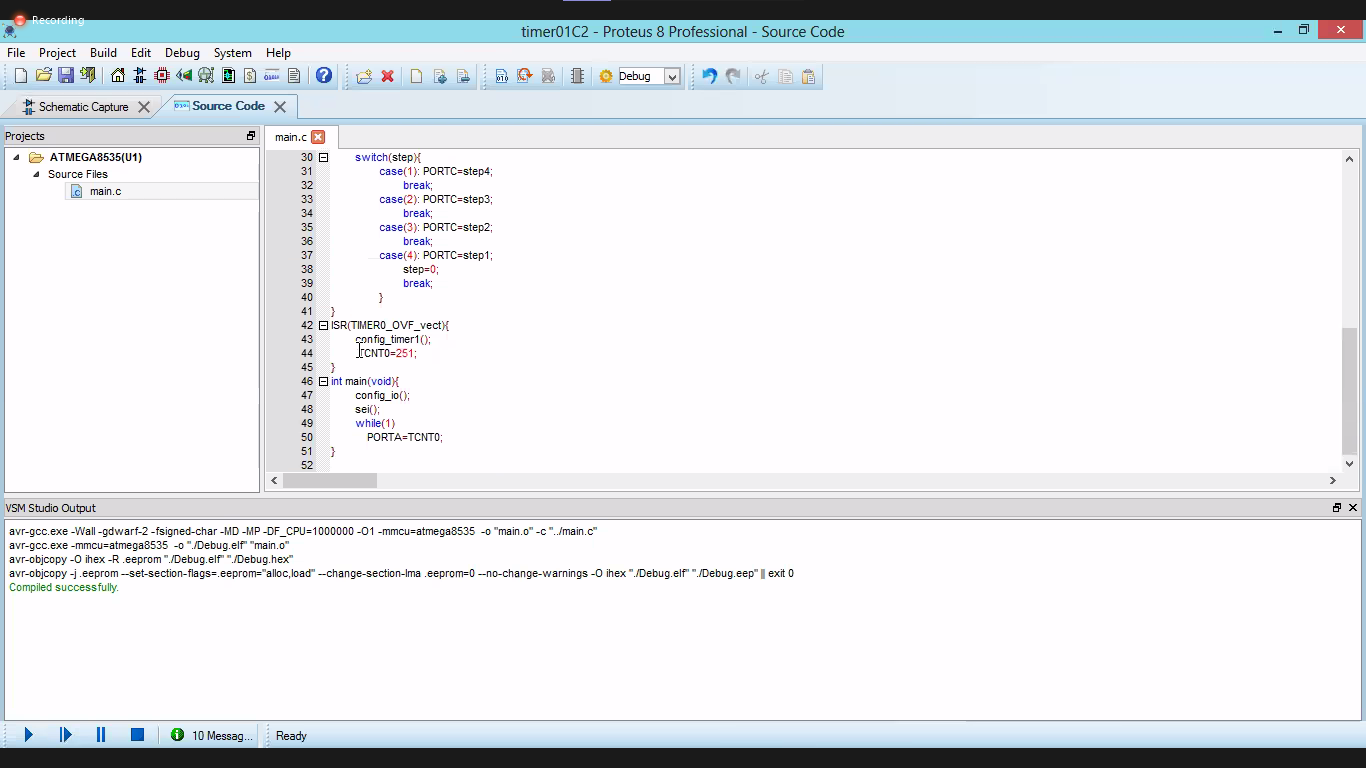 Recording
timer01C2 - Proteus 8 Professional - Source Code
File Project Build Edit Debug System Help
Debug
Schematic Capture
Source Code
Projects
ATMEGA8535(U1)
Source Files
main.c
main.c
30 switch(step){
31 case(1): PORTC=step4;
32 break;
33 case(2): PORTC=step3;
34 break;
35 case(3): PORTC=step2;
36 break;
37 case(4): PORTC=step1;
38 step=0;
39 break;
40 }
41 }
42 ISR(TIMER0_OVF_vect){
43 config_timer1();
44 TCNT0=251;
45 }
46 int main(void){
47 config_io();
48 sei();
49 while(1)
50 PORTA=TCNT0;
51 }
52
VSM Studio Output
avr-gcc.exe -Wall -gdwarf-2 -fsigned-char -MD -MP -DF_CPU=1000000 -O1 -mmcu=atmega8535 -o "main.o" -c "../main.c"
avr-gcc.exe -mmcu=atmega8535 -o "./Debug.elf" "main.o"
avr-objcopy -O ihex -R .eeprom "./Debug.elf" "./Debug.hex"
avr-objcopy -j .eeprom --set-section-flags=.eeprom="alloc,load" --change-section-lma .eeprom=0 --no-change-warnings -O ihex "./Debug.elf" "./Debug.eep" || exit 0
Compiled successfully.
10 Messag...
Ready